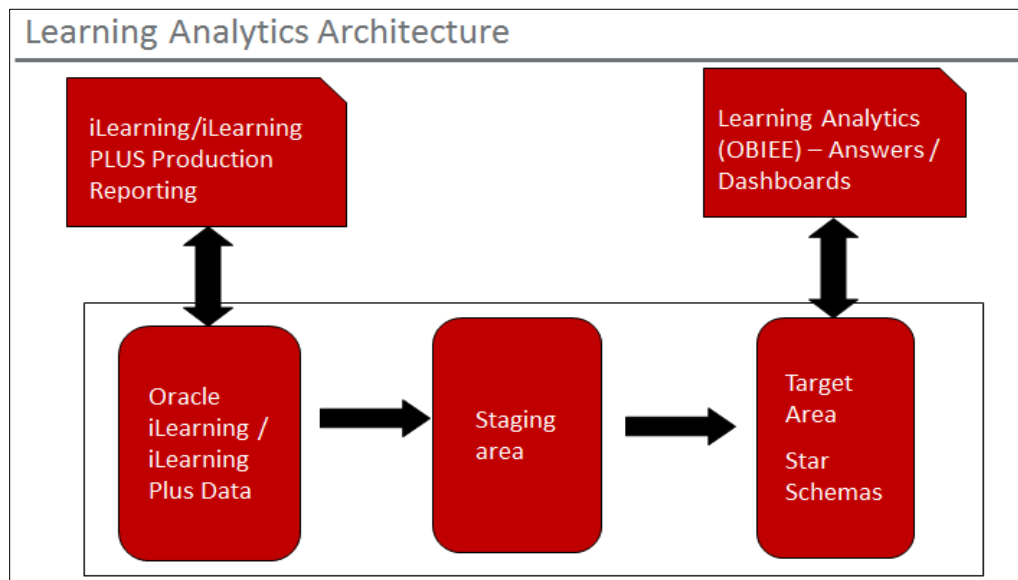 Learning Analytics Architecture
iLearning/iLearning
PLUS Production
Reporting
Learning Analytics
(OBIEE) – Answers /
Dashboards
Oracle
iLearning /
iLearning
Plus Data
Staging
area
Target
Area
Star
Schemas